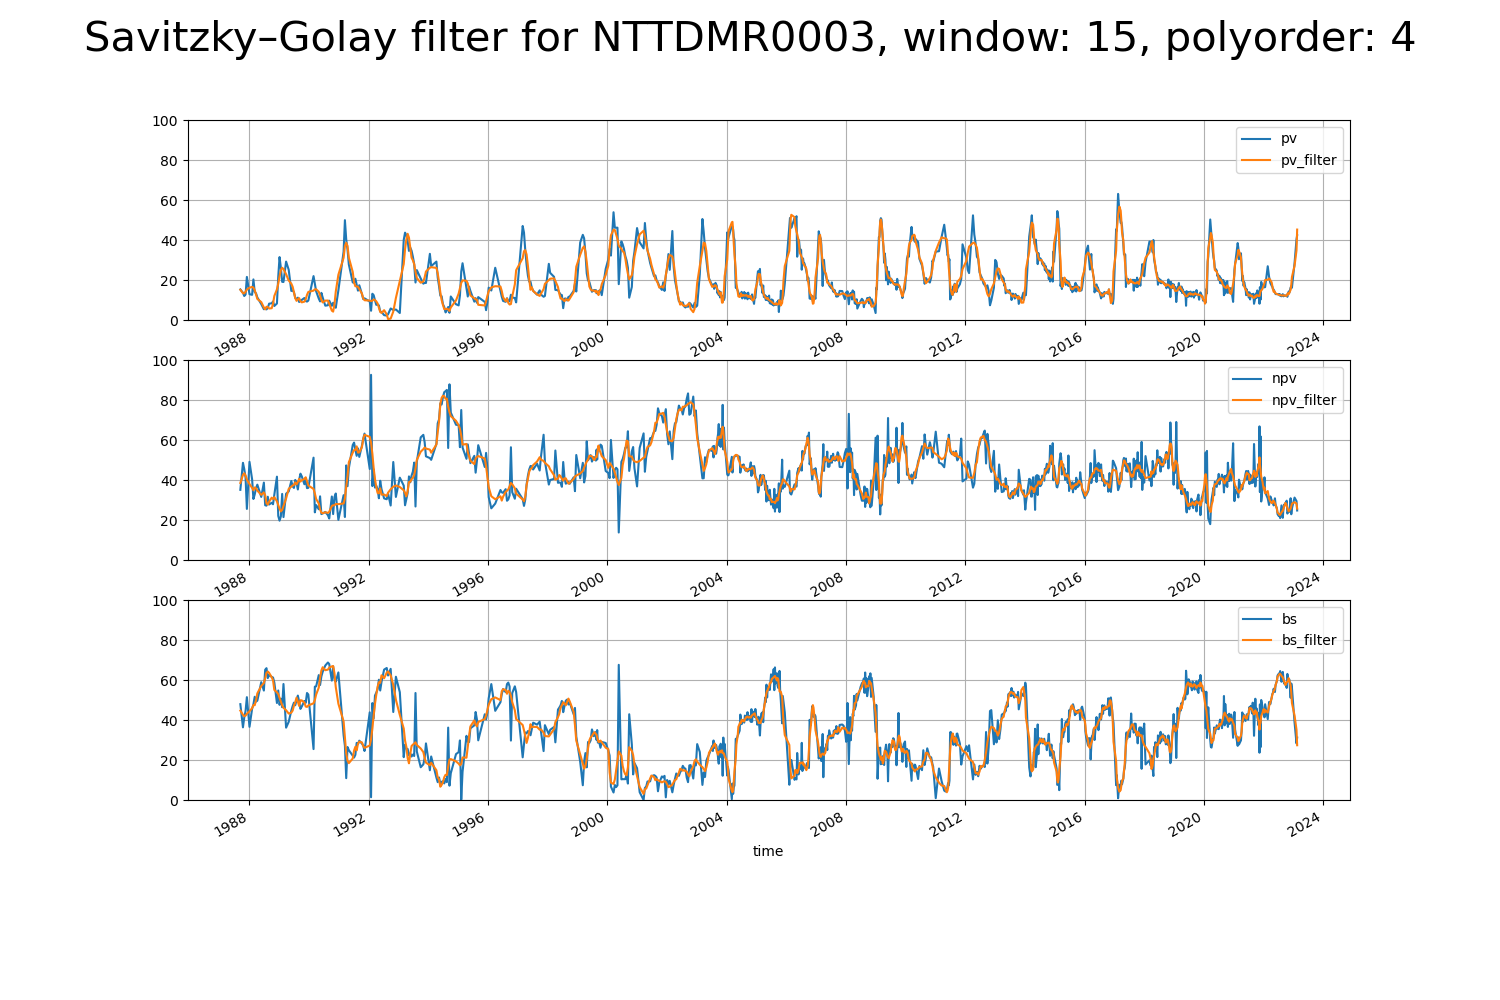 Savitzky–Golay filter for NTTDMR0003, window: 15, polyorder: 4
100
80
60
40
20
0
pv
pv_filter
1988 1992 1996 2000 2004 2008 2012 2016 2020 2024
100
80
60
40
20
0
npv
npv_filter
1988 1992 1996 2000 2004 2008 2012 2016 2020 2024
100
80
60
40
20
0
bs
bs_filter
1988 1992 1996 2000 2004 2008 2012 2016 2020 2024
time